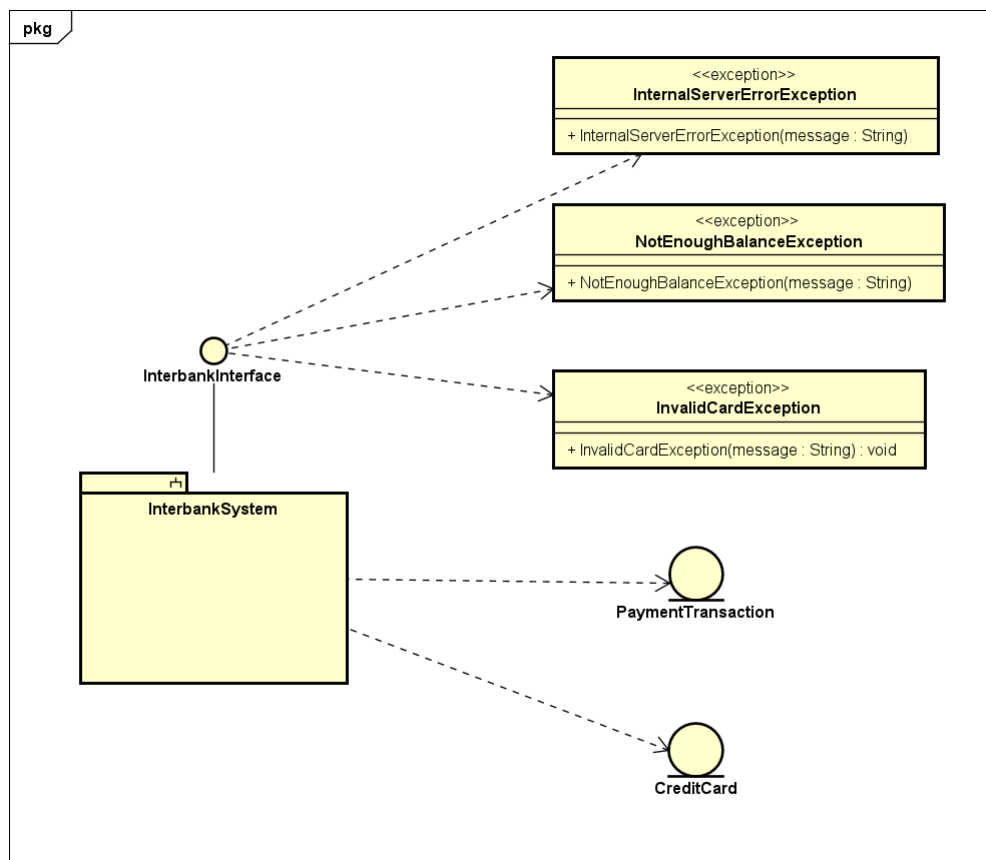 pkg
<<exception>>
InternalServerErrorException
+ InternalServerErrorException(message : String)
<<exception>>
NotEnoughBalanceException
+ NotEnoughBalanceException(message : String)
InterbankInterface
<<exception>>
InvalidCardException
+ InvalidCardException(message : String) : void
InterbankSystem
PaymentTransaction
CreditCard